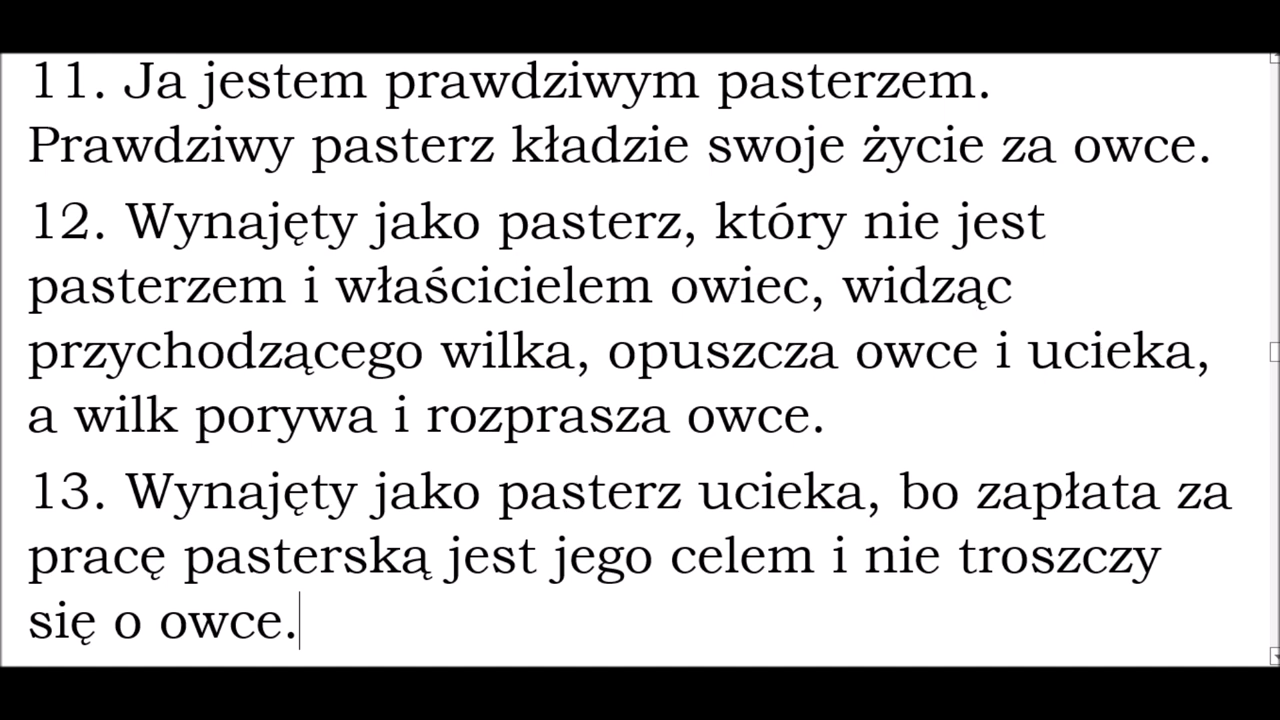 11. Ja jestem prawdziwym pasterzem.
Prawdziwy pasterz kładzie swoje życie za owce.
12. Wynajęty jako pasterz, który nie jest
pasterzem i właścicielem owiec, widząc
przychodzącego wilka, opuszcza owce i ucieka,
a wilk porywa i rozprasza owce.
13. Wynajęty jako pasterz ucieka, bo zapłata za
pracę pasterską jest jego celem i nie troszczy
się o owce.